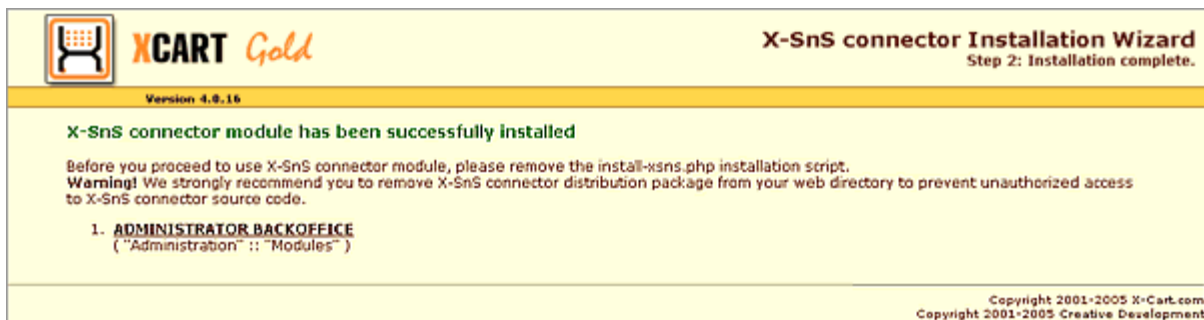 XCART Gold
X-SnS connector Installation Wizard
Step 2: Installation complete.
Version 4.0.16
X-SnS connector module has been successfully installed
Before you proceed to use X-SnS connector module, please remove the install-xsns.php installation script.
Warning! We strongly recommend you to remove X-SnS connector distribution package from your web directory to prevent unauthorized access
to X-SnS connector source code.
1. ADMINISTRATOR BACKOFFICE
( "Administration" :: "Modules" )
Copyright 2001-2005 X-Cart.com
Copyright 2001-2005 Creative Development